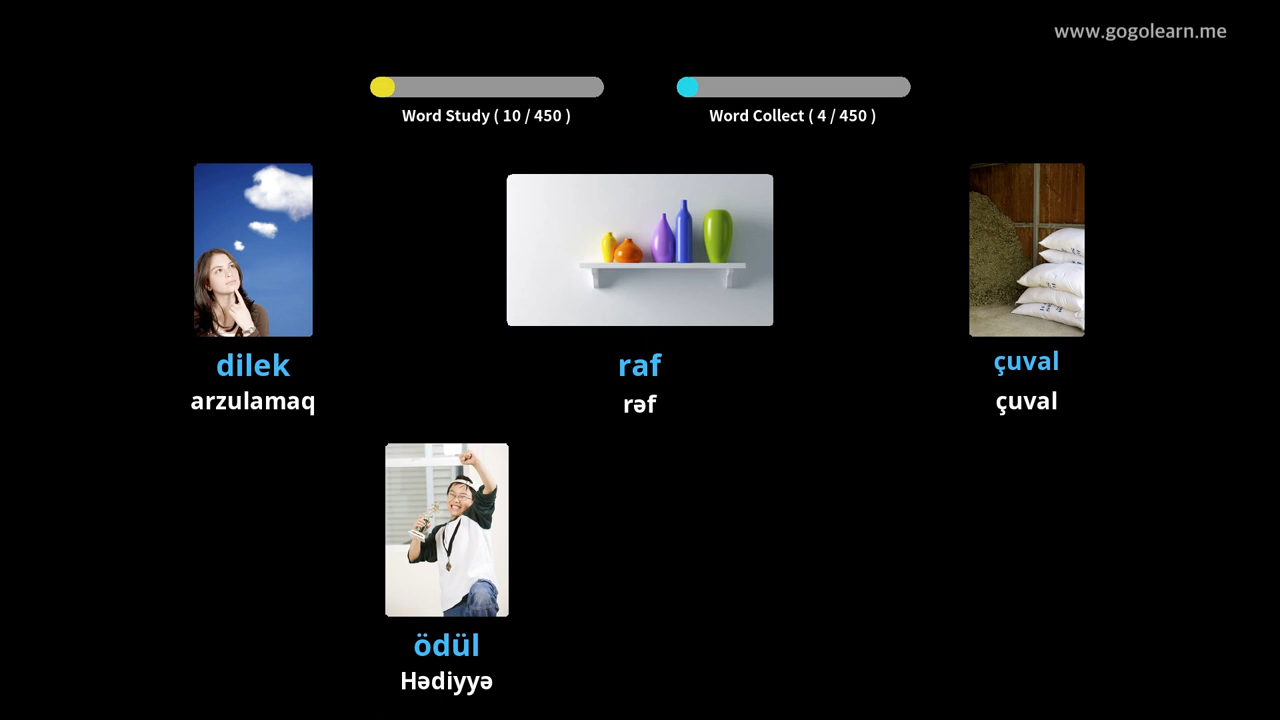 www.gogolearn.me
Word Study ( 10 / 450 )
Word Collect ( 4 / 450 )
dilek
arzulamaq
raf
rəf
çuval
çuval
ödül
Hədiyyə